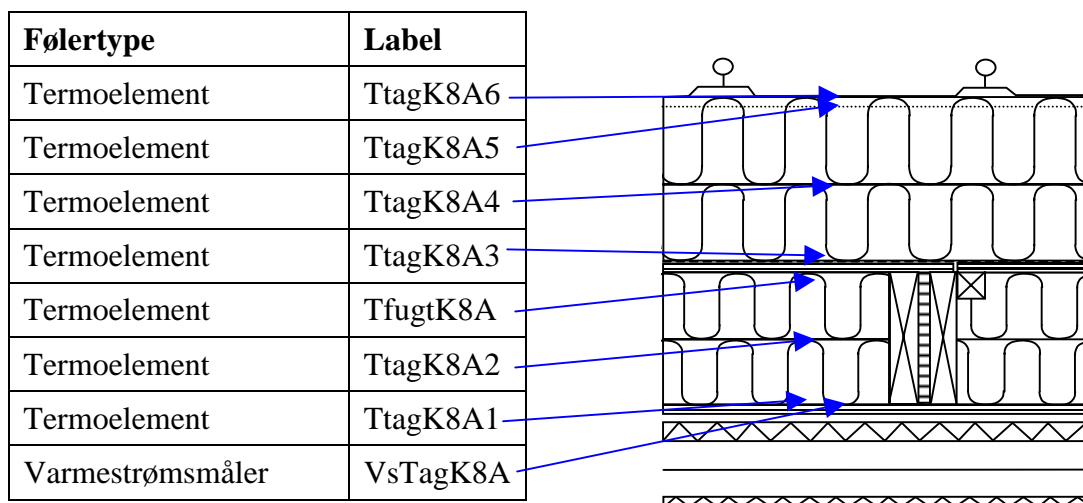 Følertype Label
Termoelement TtagK8A6
Termoelement TtagK8A5
Termoelement TtagK8A4
Termoelement TtagK8A3
Termoelement TfugtK8A
Termoelement TtagK8A2
Termoelement TtagK8A1
Varmestrømsmåler VsTagK8A